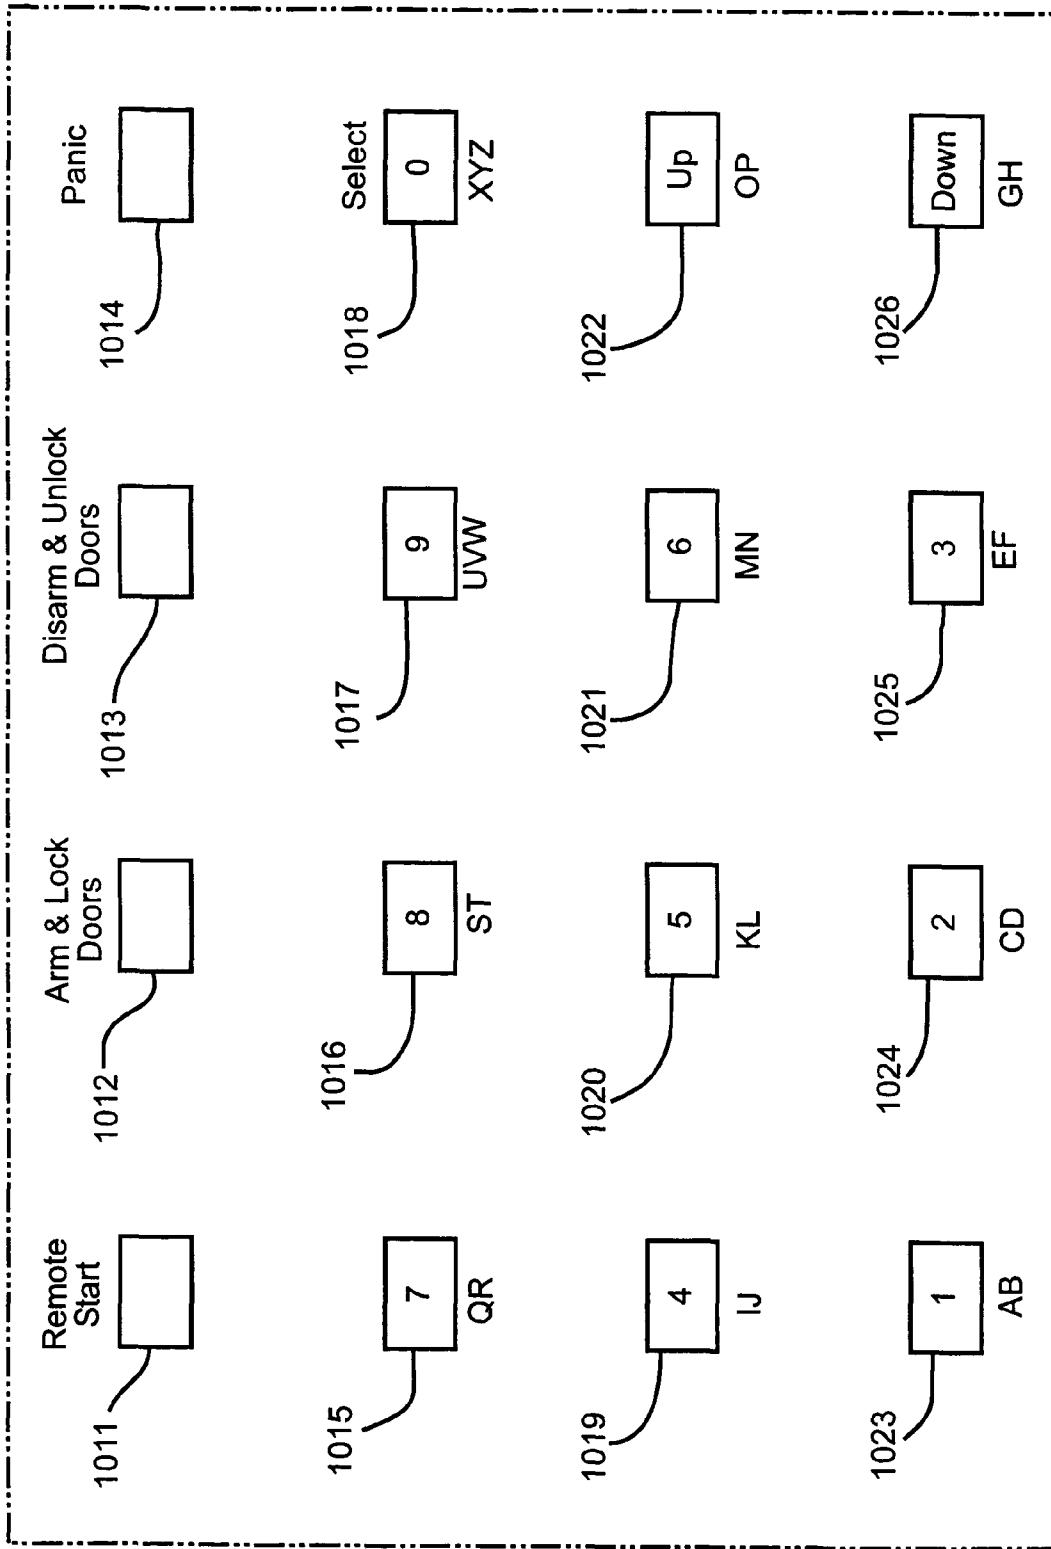 Remote
Start
Arm & Lock
Doors
Disarm & Unlock
Doors
Panic
1011
1012
1013
1014
Select
7
8
9
0
QR
ST
UVW
XYZ
1015
1016
1017
1018
4
5
6
Up
IJ
KL
MN
OP
1019
1020
1021
1022
1
2
3
Down
AB
CD
EF
GH
1023
1024
1025
1026